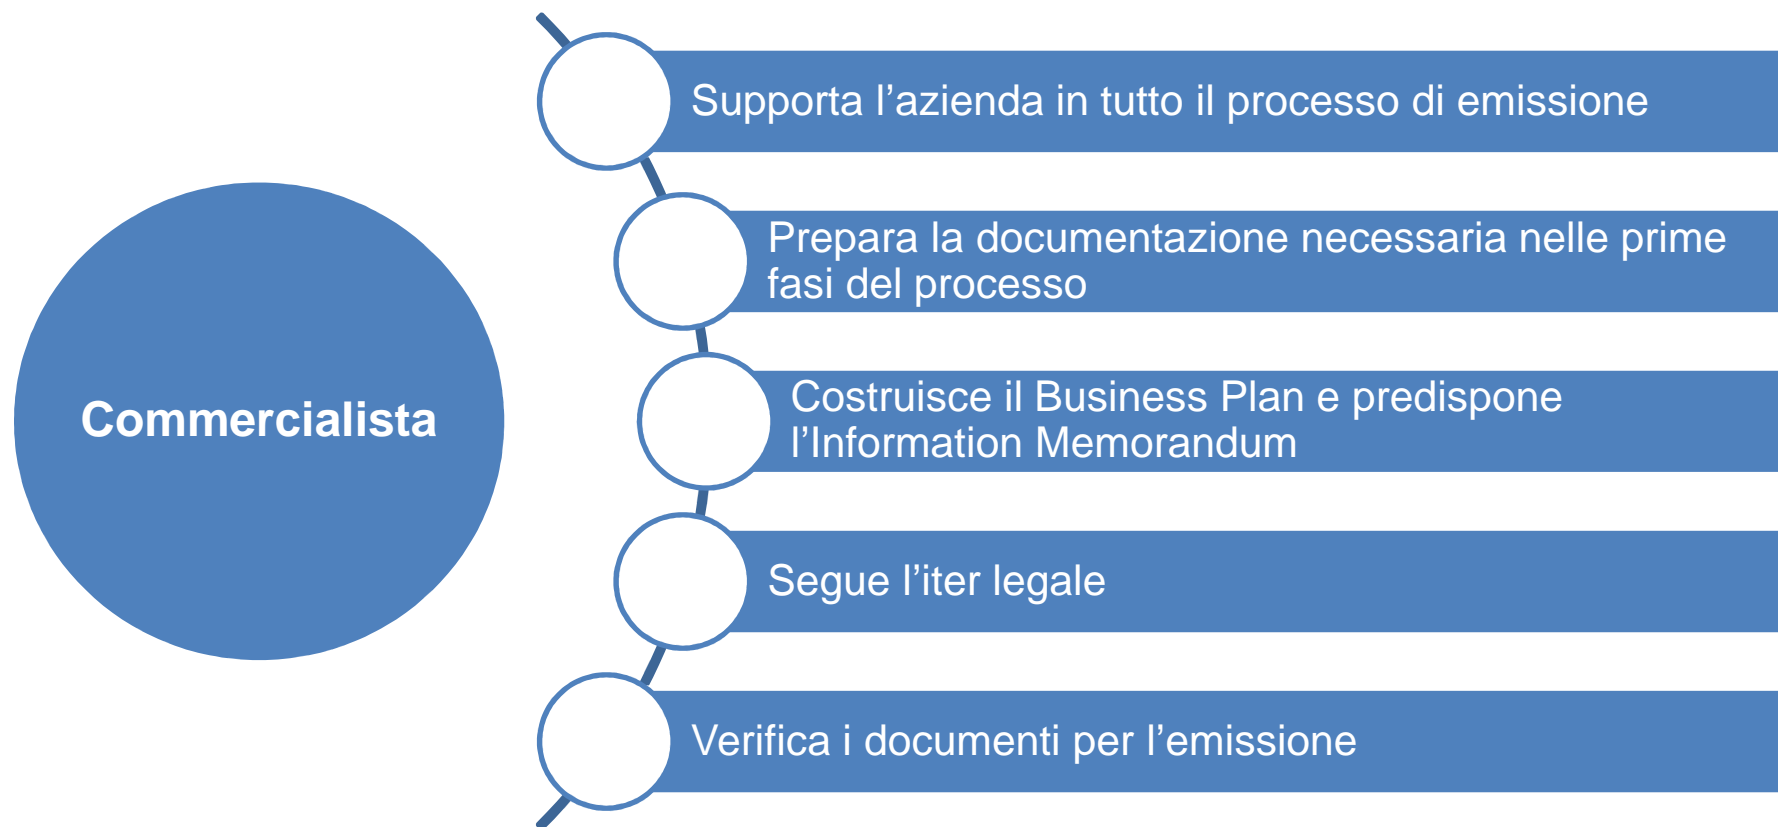 Commercialista
Supporta l’azienda in tutto il processo di emissione
Prepara la documentazione necessaria nelle prime
fasi del processo
Costruisce il Business Plan e predispone
l’Information Memorandum
Segue l’iter legale
Verifica i documenti per l’emissione